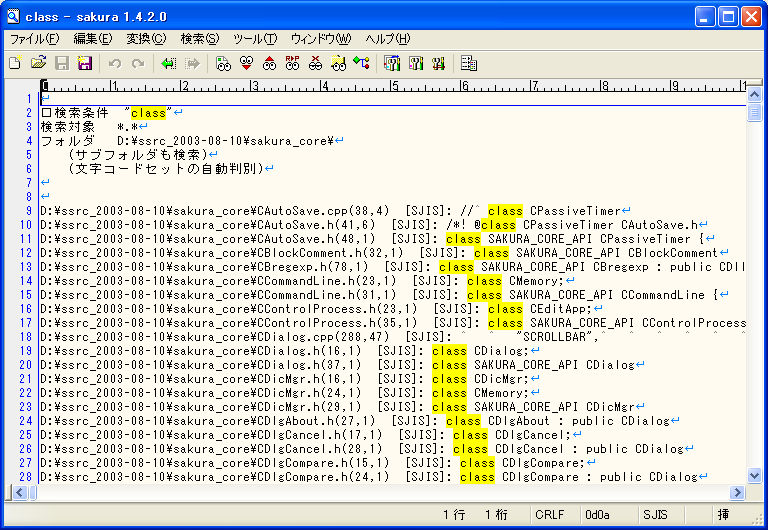 class - sakura 1.4.2.0
ファイル(F) 編集(E) 変換(C) 検索(S) ツール(T) ウィンドウ(W) ヘルプ(H)
0 1 2 3 4 5 6 7 8 9 1
1 ↵
2 □検索条件 "class"↵
3 検索対象 *.*↵
4 フォルダ D:¥ssrc_2003-08-10¥sakura_core¥↵
5 (サブフォルダも検索)↵
6 (文字コードセットの自動判別)↵
7 ↵
8 ↵
9 D:¥ssrc_2003-08-10¥sakura_core¥CAutoSave.cpp(38,4) [SJIS]: //^ class CPassiveTimer↵
10 D:¥ssrc_2003-08-10¥sakura_core¥CAutoSave.h(41,6) [SJIS]: /*! @class CPassiveTimer CAutoSave.h↵
11 D:¥ssrc_2003-08-10¥sakura_core¥CAutoSave.h(48,1) [SJIS]: class SAKURA_CORE_API CPassiveTimer {↵
12 D:¥ssrc_2003-08-10¥sakura_core¥CBlockComment.h(32,1) [SJIS]: class SAKURA_CORE_API CBlockComment↵
13 D:¥ssrc_2003-08-10¥sakura_core¥CBregexp.h(78,1) [SJIS]: class SAKURA_CORE_API CBregexp : public CDll
14 D:¥ssrc_2003-08-10¥sakura_core¥CCommandLine.h(23,1) [SJIS]: class CMemory;↵
15 D:¥ssrc_2003-08-10¥sakura_core¥CCommandLine.h(31,1) [SJIS]: class SAKURA_CORE_API CCommandLine {↵
16 D:¥ssrc_2003-08-10¥sakura_core¥CControlProcess.h(23,1) [SJIS]: class CEditApp;↵
17 D:¥ssrc_2003-08-10¥sakura_core¥CControlProcess.h(35,1) [SJIS]: class SAKURA_CORE_API CControlProcess
18 D:¥ssrc_2003-08-10¥sakura_core¥CDialog.cpp(288,47) [SJIS]: ^ ^ "SCROLLBAR",^ ^ ^ ^ ^ ^
19 D:¥ssrc_2003-08-10¥sakura_core¥CDialog.h(16,1) [SJIS]: class CDialog;↵
20 D:¥ssrc_2003-08-10¥sakura_core¥CDialog.h(37,1) [SJIS]: class SAKURA_CORE_API CDialog↵
21 D:¥ssrc_2003-08-10¥sakura_core¥CDicMgr.h(16,1) [SJIS]: class CDicMgr;↵
22 D:¥ssrc_2003-08-10¥sakura_core¥CDicMgr.h(24,1) [SJIS]: class CMemory;↵
23 D:¥ssrc_2003-08-10¥sakura_core¥CDicMgr.h(29,1) [SJIS]: class SAKURA_CORE_API CDicMgr↵
24 D:¥ssrc_2003-08-10¥sakura_core¥CDlgAbout.h(27,1) [SJIS]: class CDlgAbout : public CDialog↵
25 D:¥ssrc_2003-08-10¥sakura_core¥CDlgCancel.h(17,1) [SJIS]: class CDlgCancel;↵
26 D:¥ssrc_2003-08-10¥sakura_core¥CDlgCancel.h(28,1) [SJIS]: class CDlgCancel : public CDialog↵
27 D:¥ssrc_2003-08-10¥sakura_core¥CDlgCompare.h(15,1) [SJIS]: class CDlgCompare;↵
28 D:¥ssrc_2003-08-10¥sakura_core¥CDlgCompare.h(24,1) [SJIS]: class CDlgCompare : public CDialog↵
1 行 1 桁 CRLF 0d0a SJIS 挿